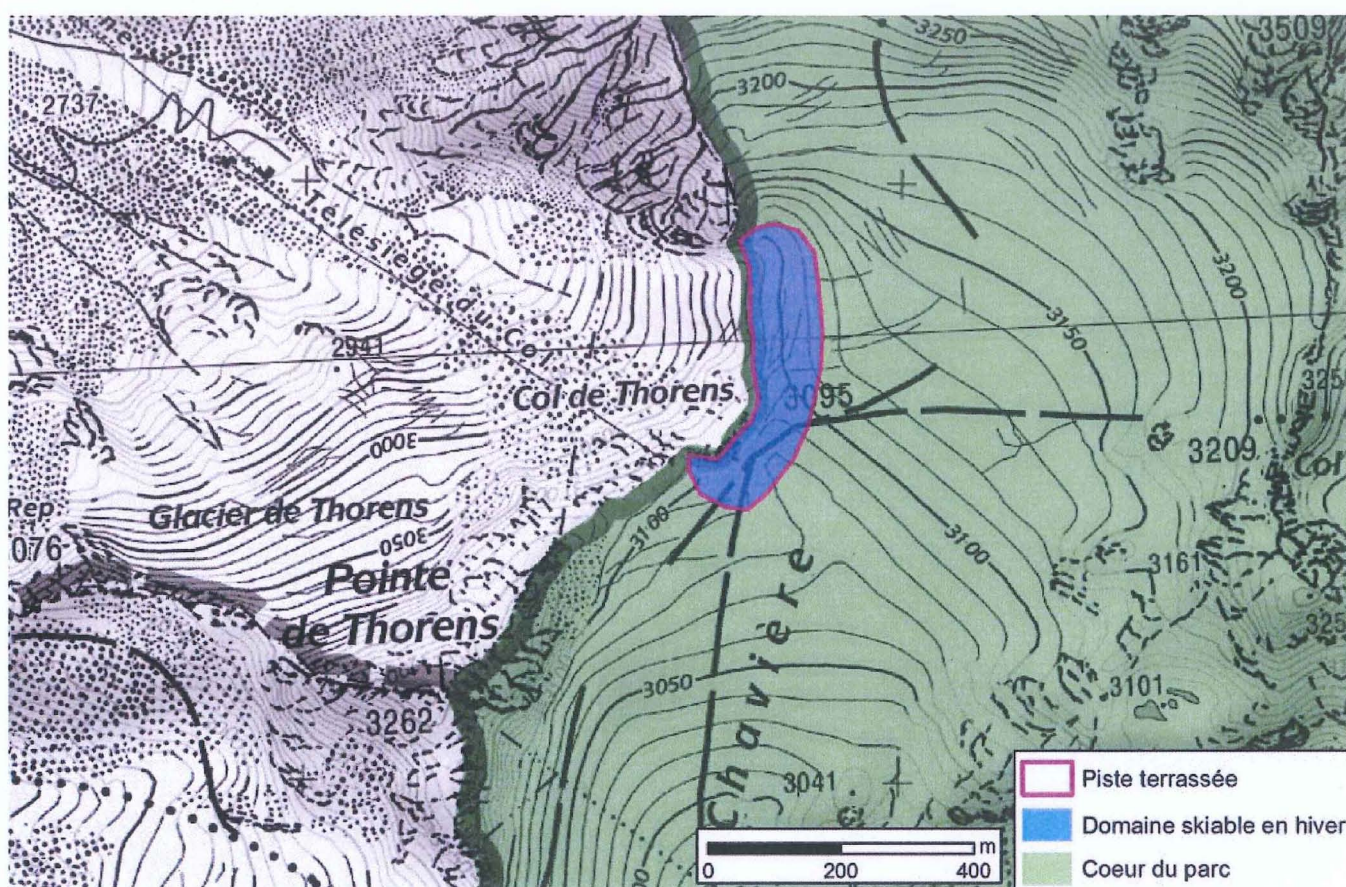 3250
3509
3200
2737
Télésiège du Col
3200
3150
2941
Col de Thorens
3095
3209
Col
3000
Glacier de Thorens
Rep
3050
3100
3100
3161
Pointe
de Thorens
Chavière
3050
3101
3262
3041
3000
Piste terrassée
Domaine skiable en hiver
Coeur du parc
m
0 200 400